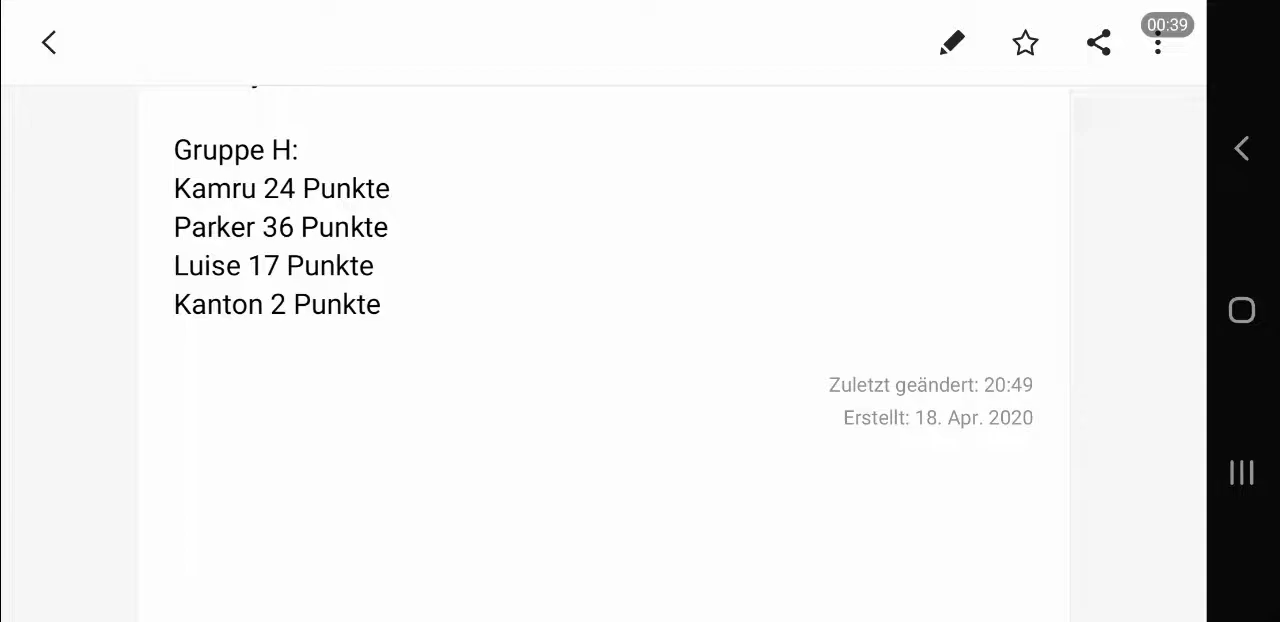 00:39
Gruppe H:
Kamru 24 Punkte
Parker 36 Punkte
Luise 17 Punkte
Kanton 2 Punkte
Zuletzt geändert: 20:49
Erstellt: 18. Apr. 2020